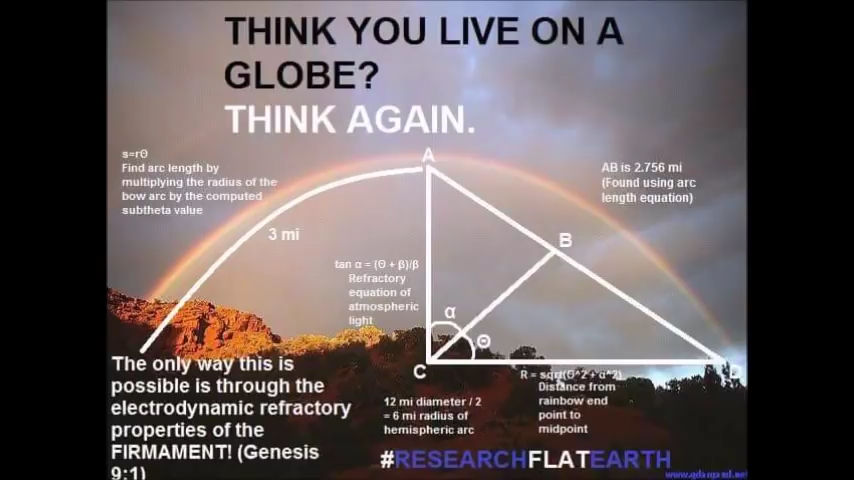 THINK YOU LIVE ON A
GLOBE?
THINK AGAIN.
s=rΘ
Find arc length by
multiplying the radius of the
bow arc by the computed
subtheta value
A
AB is 2.756 mi
(Found using arc
length equation)
3 mi
B
tan α = (Θ + β)/β
Refractory
equation of
atmospheric
light
α
Θ
The only way this is
possible is through the
electrodynamic refractory
properties of the
FIRMAMENT! (Genesis
9:1)
C
D
12 mi diameter / 2
= 6 mi radius of
hemispheric arc
Distance from
rainbow end
point to
midpoint
#RESEARCHFLATEARTH